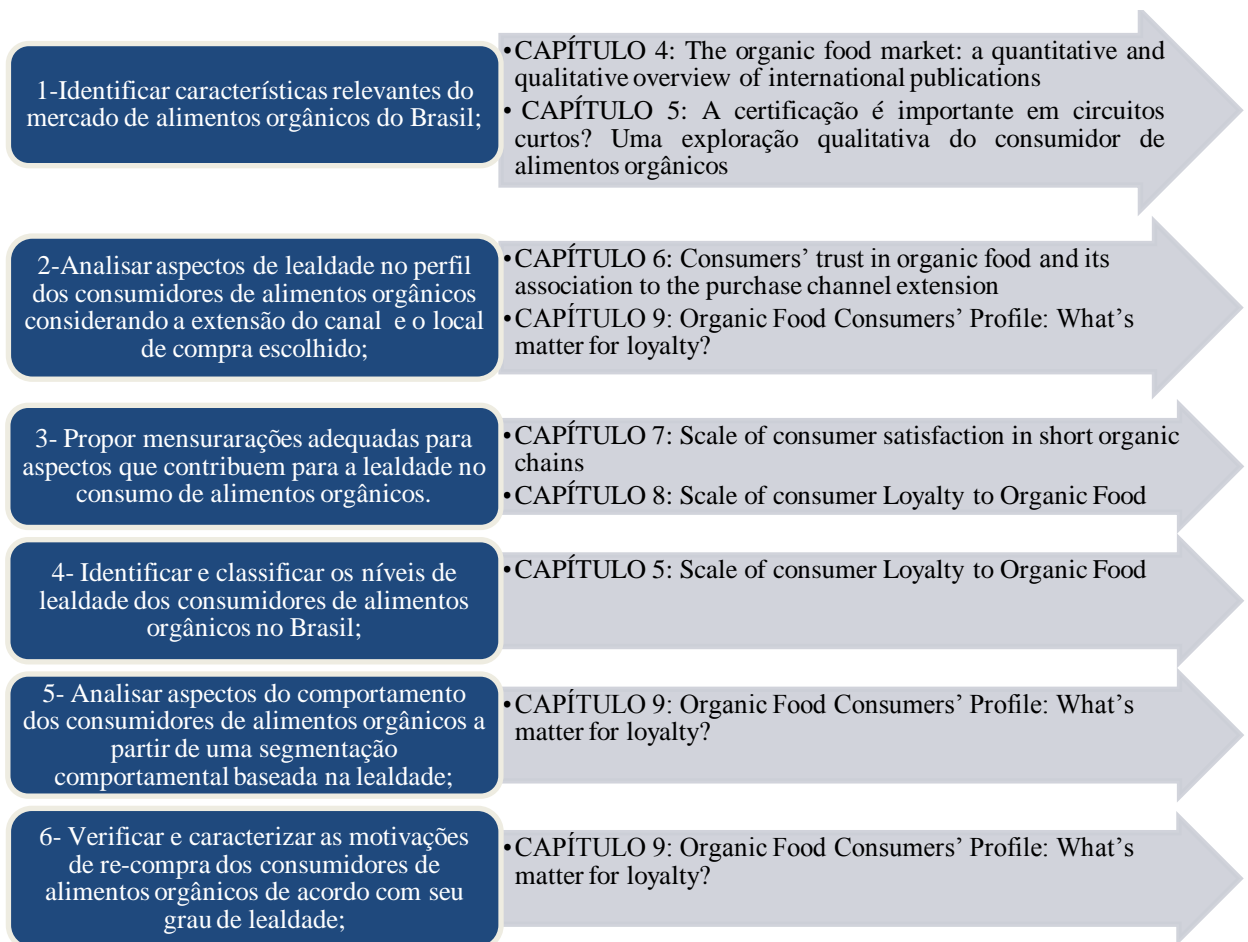 1-Identificar características relevantes do
mercado de alimentos orgânicos do Brasil;
•CAPÍTULO 4: The organic food market: a quantitative and
qualitative overview of international publications
• CAPÍTULO 5: A certificação é importante em circuitos
curtos? Uma exploração qualitativa do consumidor de
alimentos orgânicos
2-Analisar aspectos de lealdade no perfil
dos consumidores de alimentos orgânicos
considerando a extensão do canal e o local
de compra escolhido;
•CAPÍTULO 6: Consumers’ trust in organic food and its
association to the purchase channel extension
•CAPÍTULO 9: Organic Food Consumers’ Profile: What’s
matter for loyalty?
3- Propor mensurarações adequadas para
aspectos que contribuem para a lealdade no
consumo de alimentos orgânicos.
•CAPÍTULO 7: Scale of consumer satisfaction in short organic
chains
•CAPÍTULO 8: Scale of consumer Loyalty to Organic Food
4- Identificar e classificar os níveis de
lealdade dos consumidores de alimentos
orgânicos no Brasil;
•CAPÍTULO 5: Scale of consumer Loyalty to Organic Food
5- Analisar aspectos do comportamento
dos consumidores de alimentos orgânicos a
partir de uma segmentação
comportamental baseada na lealdade;
•CAPÍTULO 9: Organic Food Consumers’ Profile: What’s
matter for loyalty?
6- Verificar e caracterizar as motivações
de re-compra dos consumidores de
alimentos orgânicos de acordo com seu
grau de lealdade;
•CAPÍTULO 9: Organic Food Consumers’ Profile: What’s
matter for loyalty?